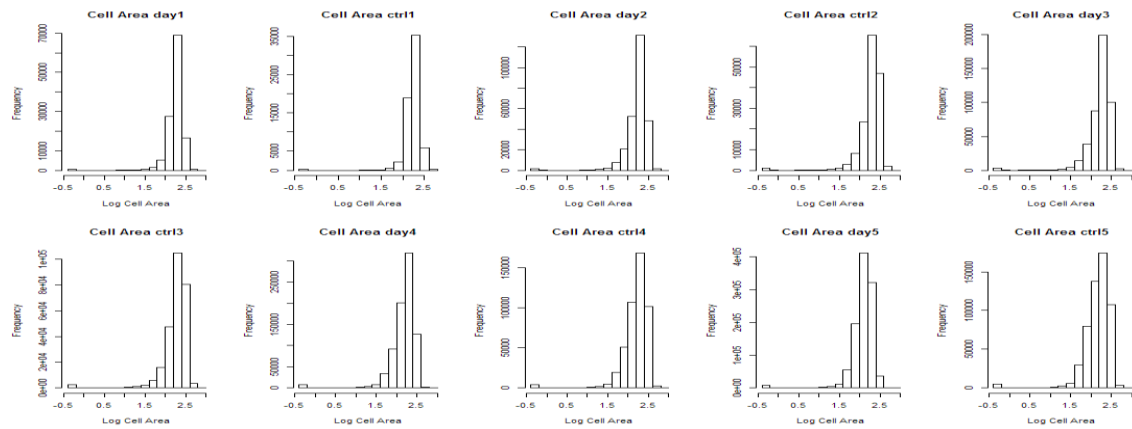 Cell Area day1
Frequency
0 10000 30000 50000 70000
-0.5 0.5 1.5 2.5
Log Cell Area
Cell Area ctrl1
Frequency
0 5000 15000 25000 35000
-0.5 0.5 1.5 2.5
Log Cell Area
Cell Area day2
Frequency
0 20000 60000 100000
-0.5 0.5 1.5 2.5
Log Cell Area
Cell Area ctrl2
Frequency
0 10000 30000 50000
-0.5 0.5 1.5 2.5
Log Cell Area
Cell Area day3
Frequency
0 50000 100000 150000 200000
-0.5 0.5 1.5 2.5
Log Cell Area
Cell Area ctrl3
Frequency
0e+00 2e+04 4e+04 6e+04 8e+04 1e+05
-0.5 0.5 1.5 2.5
Log Cell Area
Cell Area day4
Frequency
0 50000 150000 250000
-0.5 0.5 1.5 2.5
Log Cell Area
Cell Area ctrl4
Frequency
0 50000 100000 150000
-0.5 0.5 1.5 2.5
Log Cell Area
Cell Area day5
Frequency
0e+00 1e+05 2e+05 3e+05 4e+05
-0.5 0.5 1.5 2.5
Log Cell Area
Cell Area ctrl5
Frequency
0 50000 100000 150000
-0.5 0.5 1.5 2.5
Log Cell Area